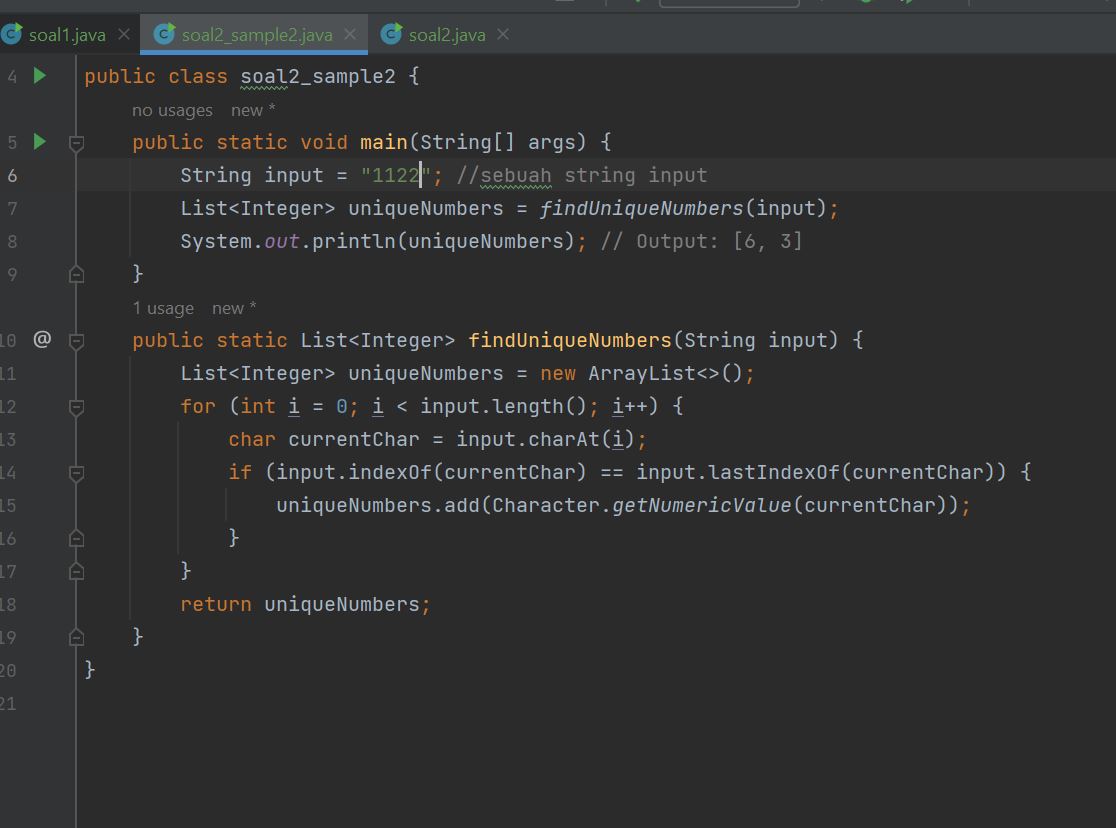 soal1.java soal2_sample2.java soal2.java
4 public class soal2_sample2 {
no usages new *
5 public static void main(String[] args) {
6 String input = "1122"; //sebuah string input
7 List<Integer> uniqueNumbers = findUniqueNumbers(input);
8 System.out.println(uniqueNumbers); // Output: [6, 3]
9 }
1 usage new *
10 @ public static List<Integer> findUniqueNumbers(String input) {
11 List<Integer> uniqueNumbers = new ArrayList<>();
12 for (int i = 0; i < input.length(); i++) {
13 char currentChar = input.charAt(i);
14 if (input.indexOf(currentChar) == input.lastIndexOf(currentChar)) {
15 uniqueNumbers.add(Character.getNumericValue(currentChar));
16 }
17 }
18 return uniqueNumbers;
19 }
20 }
21